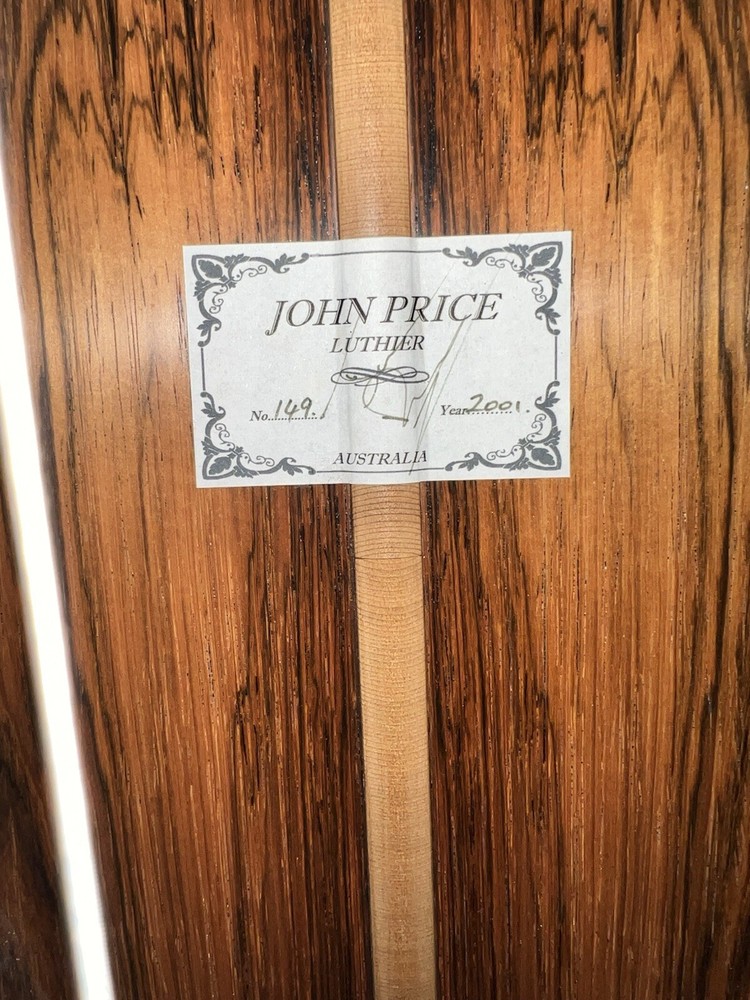 JOHN PRICE
LUTHIER
No. 149. Year 2001.
AUSTRALIA